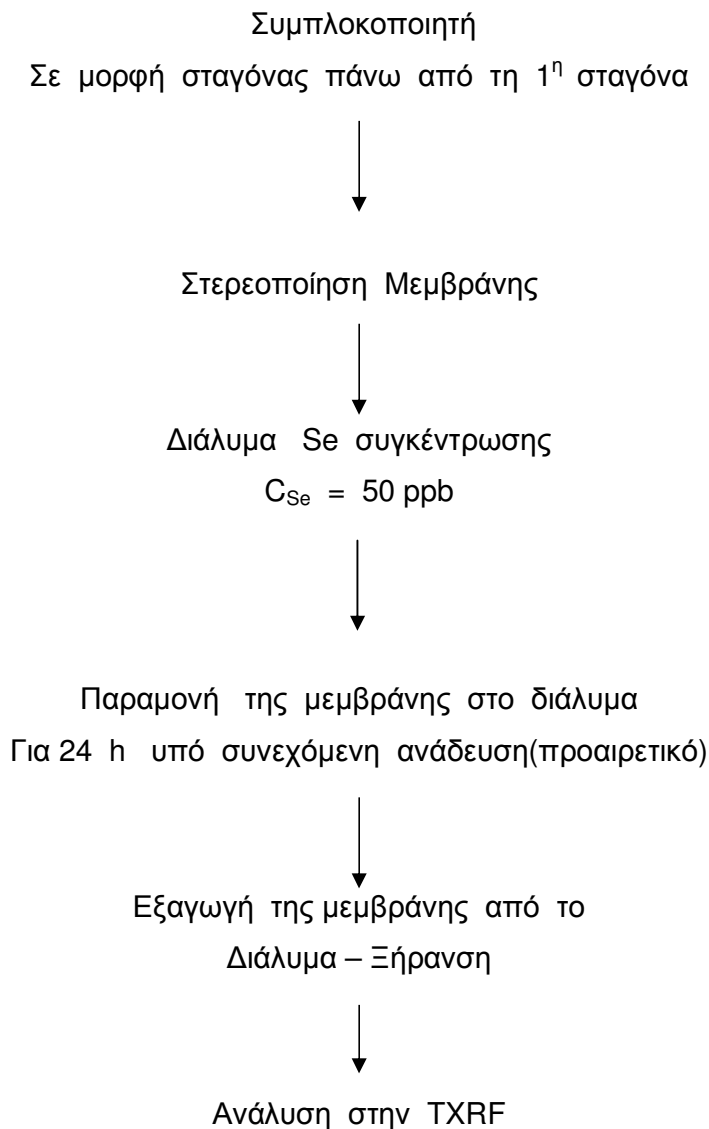 Συμπλοκοποιητή
Σε μορφή σταγόνας πάνω από τη 1η σταγόνα
Στερεοποίηση Μεμβράνης
Διάλυμα Se συγκέντρωσης
CSe = 50 ppb
Παραμονή της μεμβράνης στο διάλυμα
Για 24 h υπό συνεχόμενη ανάδευση(προαιρετικό)
Εξαγωγή της μεμβράνης από το
Διάλυμα – Ξήρανση
Ανάλυση στην TXRF